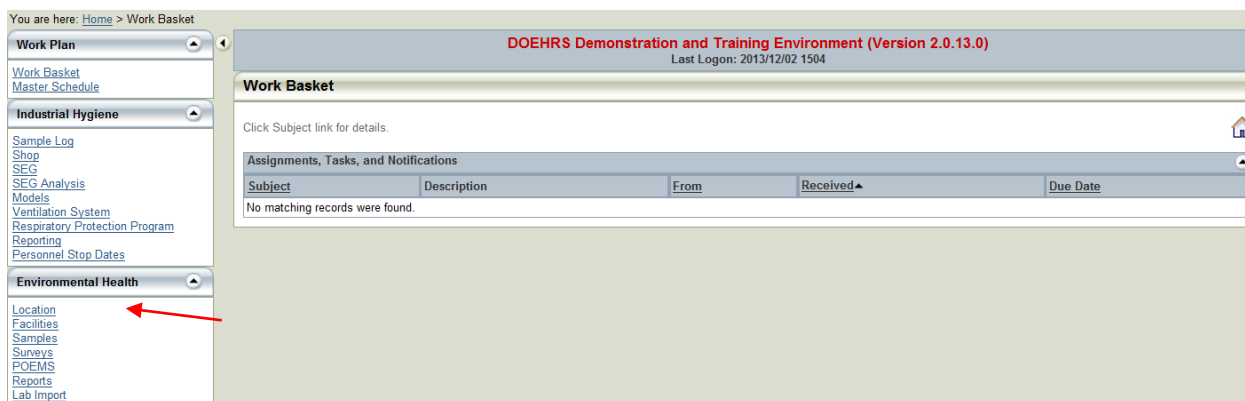 You are here: Home > Work Basket
Work Plan
Work Basket
Master Schedule
Industrial Hygiene
Sample Log
Shop
SEG
SEG Analysis
Models
Ventilation System
Respiratory Protection Program
Reporting
Personnel Stop Dates
Environmental Health
Location
Facilities
Samples
Surveys
POEMS
Reports
Lab Import
DOEHRS Demonstration and Training Environment (Version 2.0.13.0)
Last Logon: 2013/12/02 1504
Work Basket
Click Subject link for details.
Assignments, Tasks, and Notifications
Subject Description From Received Due Date
No matching records were found.